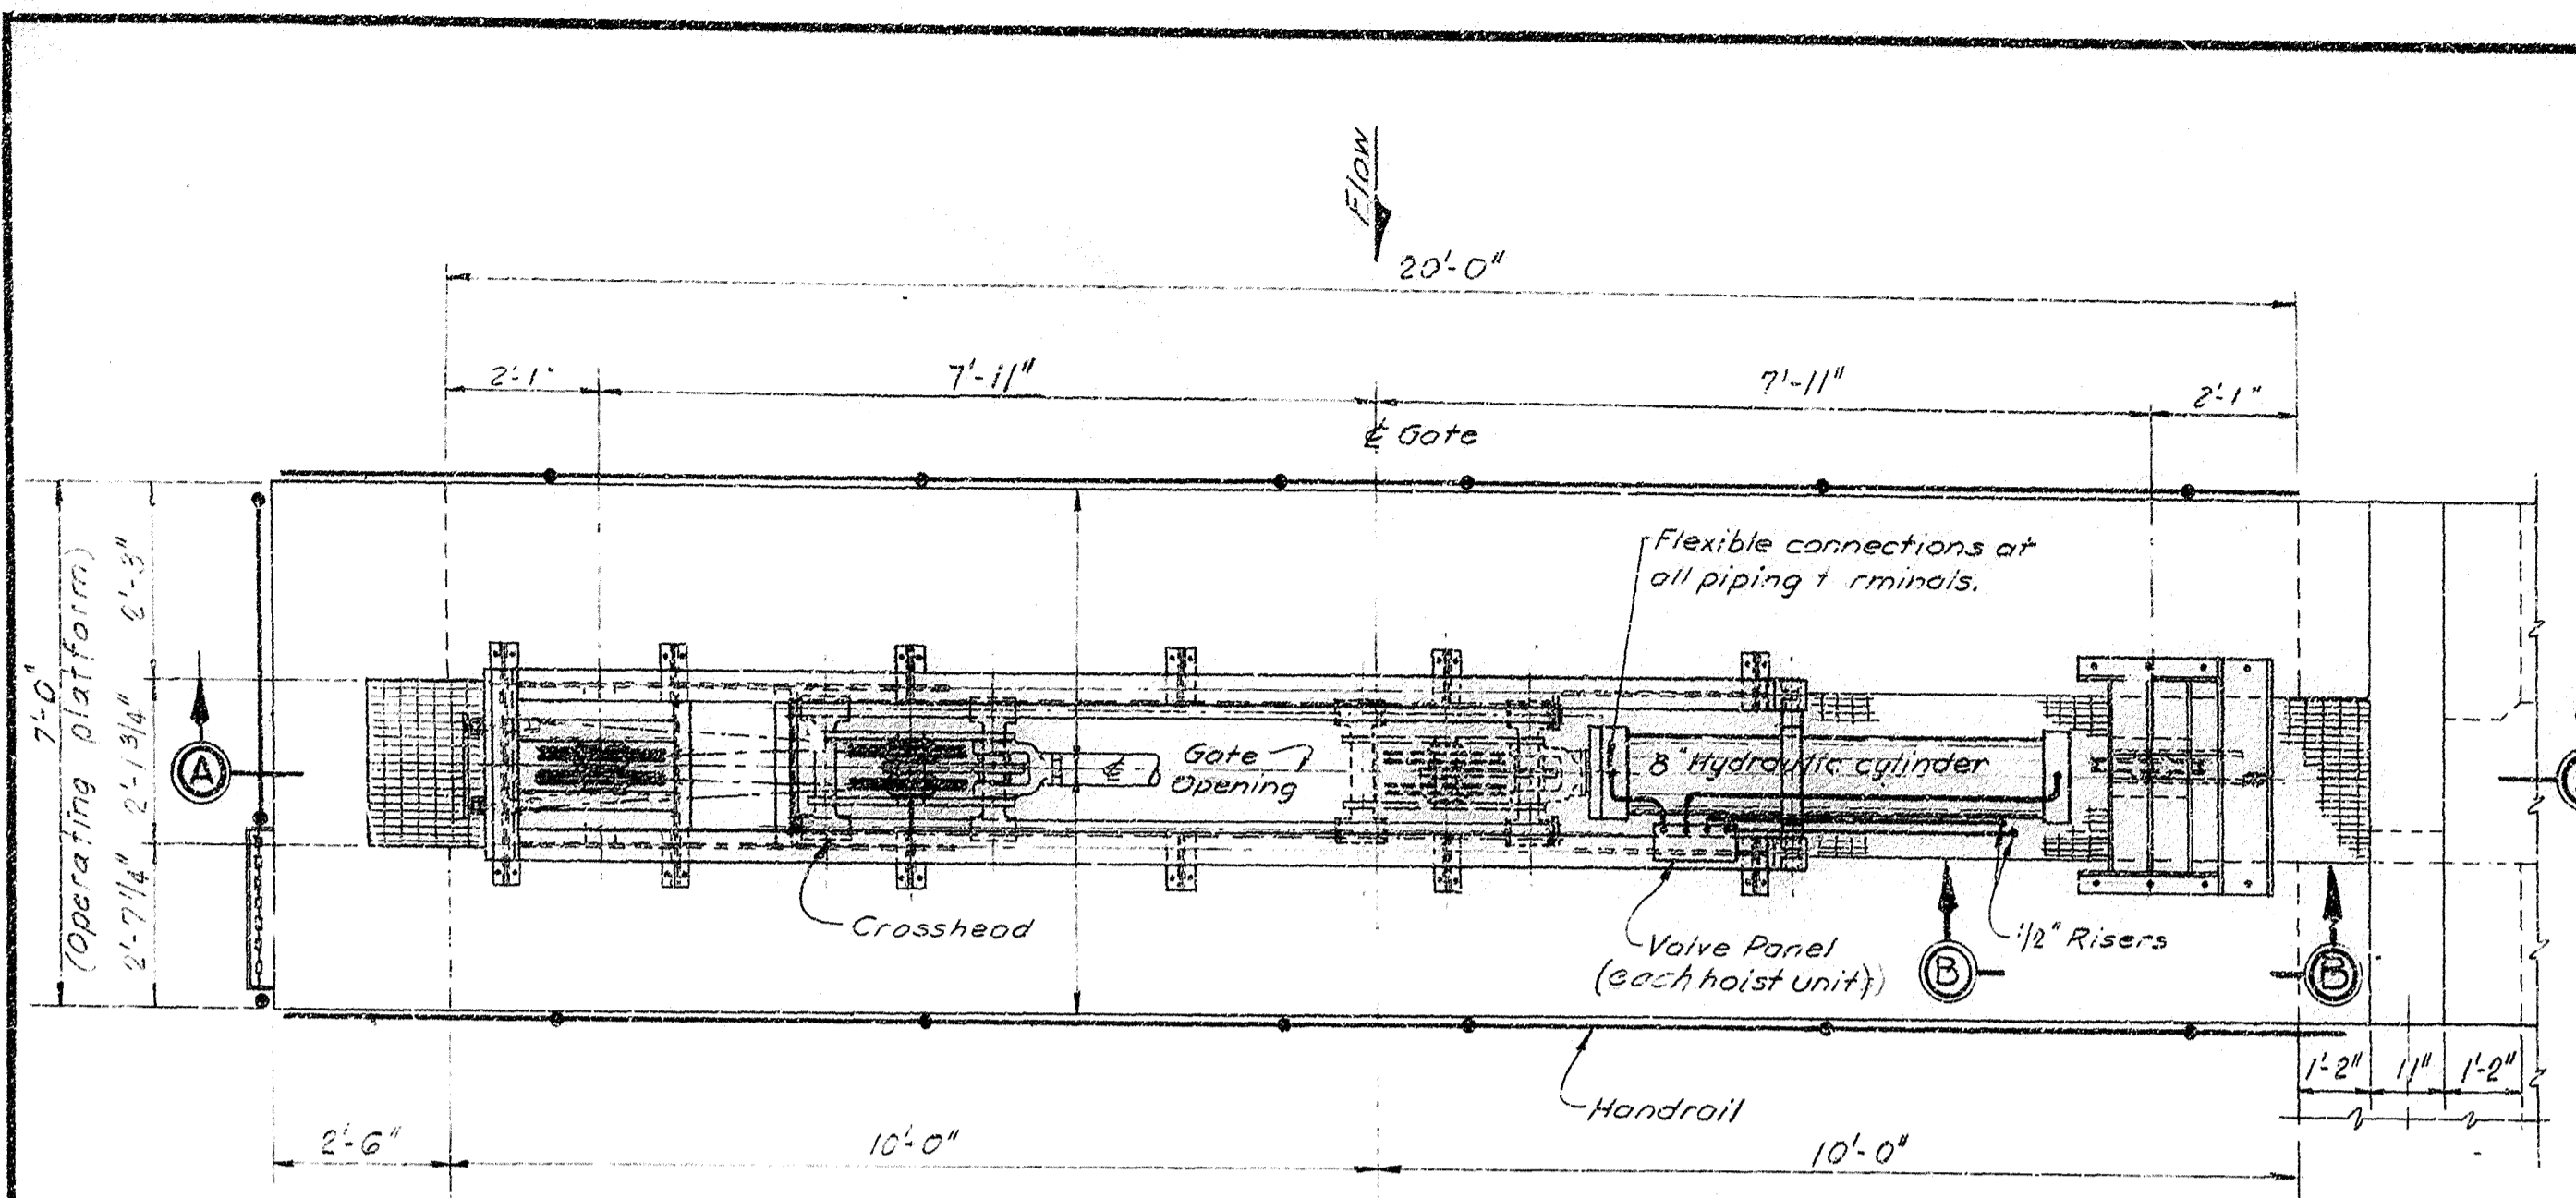 Flow
20'-0"
2'-1"
7'-11"
7'-11"
2'-1"
℄ Gate
7'-0"
(Operating platform)
2'-3"
2'-1 3/4"
2'-7 1/4"
Flexible connections at
all piping t rminals.
A
Gate
Opening
8" Hydraulic cylinder
Crosshead
Valve Panel
(each hoist unit)
B
1/2" Risers
B
Handrail
1'-2"
11"
1'-2"
2'-6"
10'-0"
10'-0"